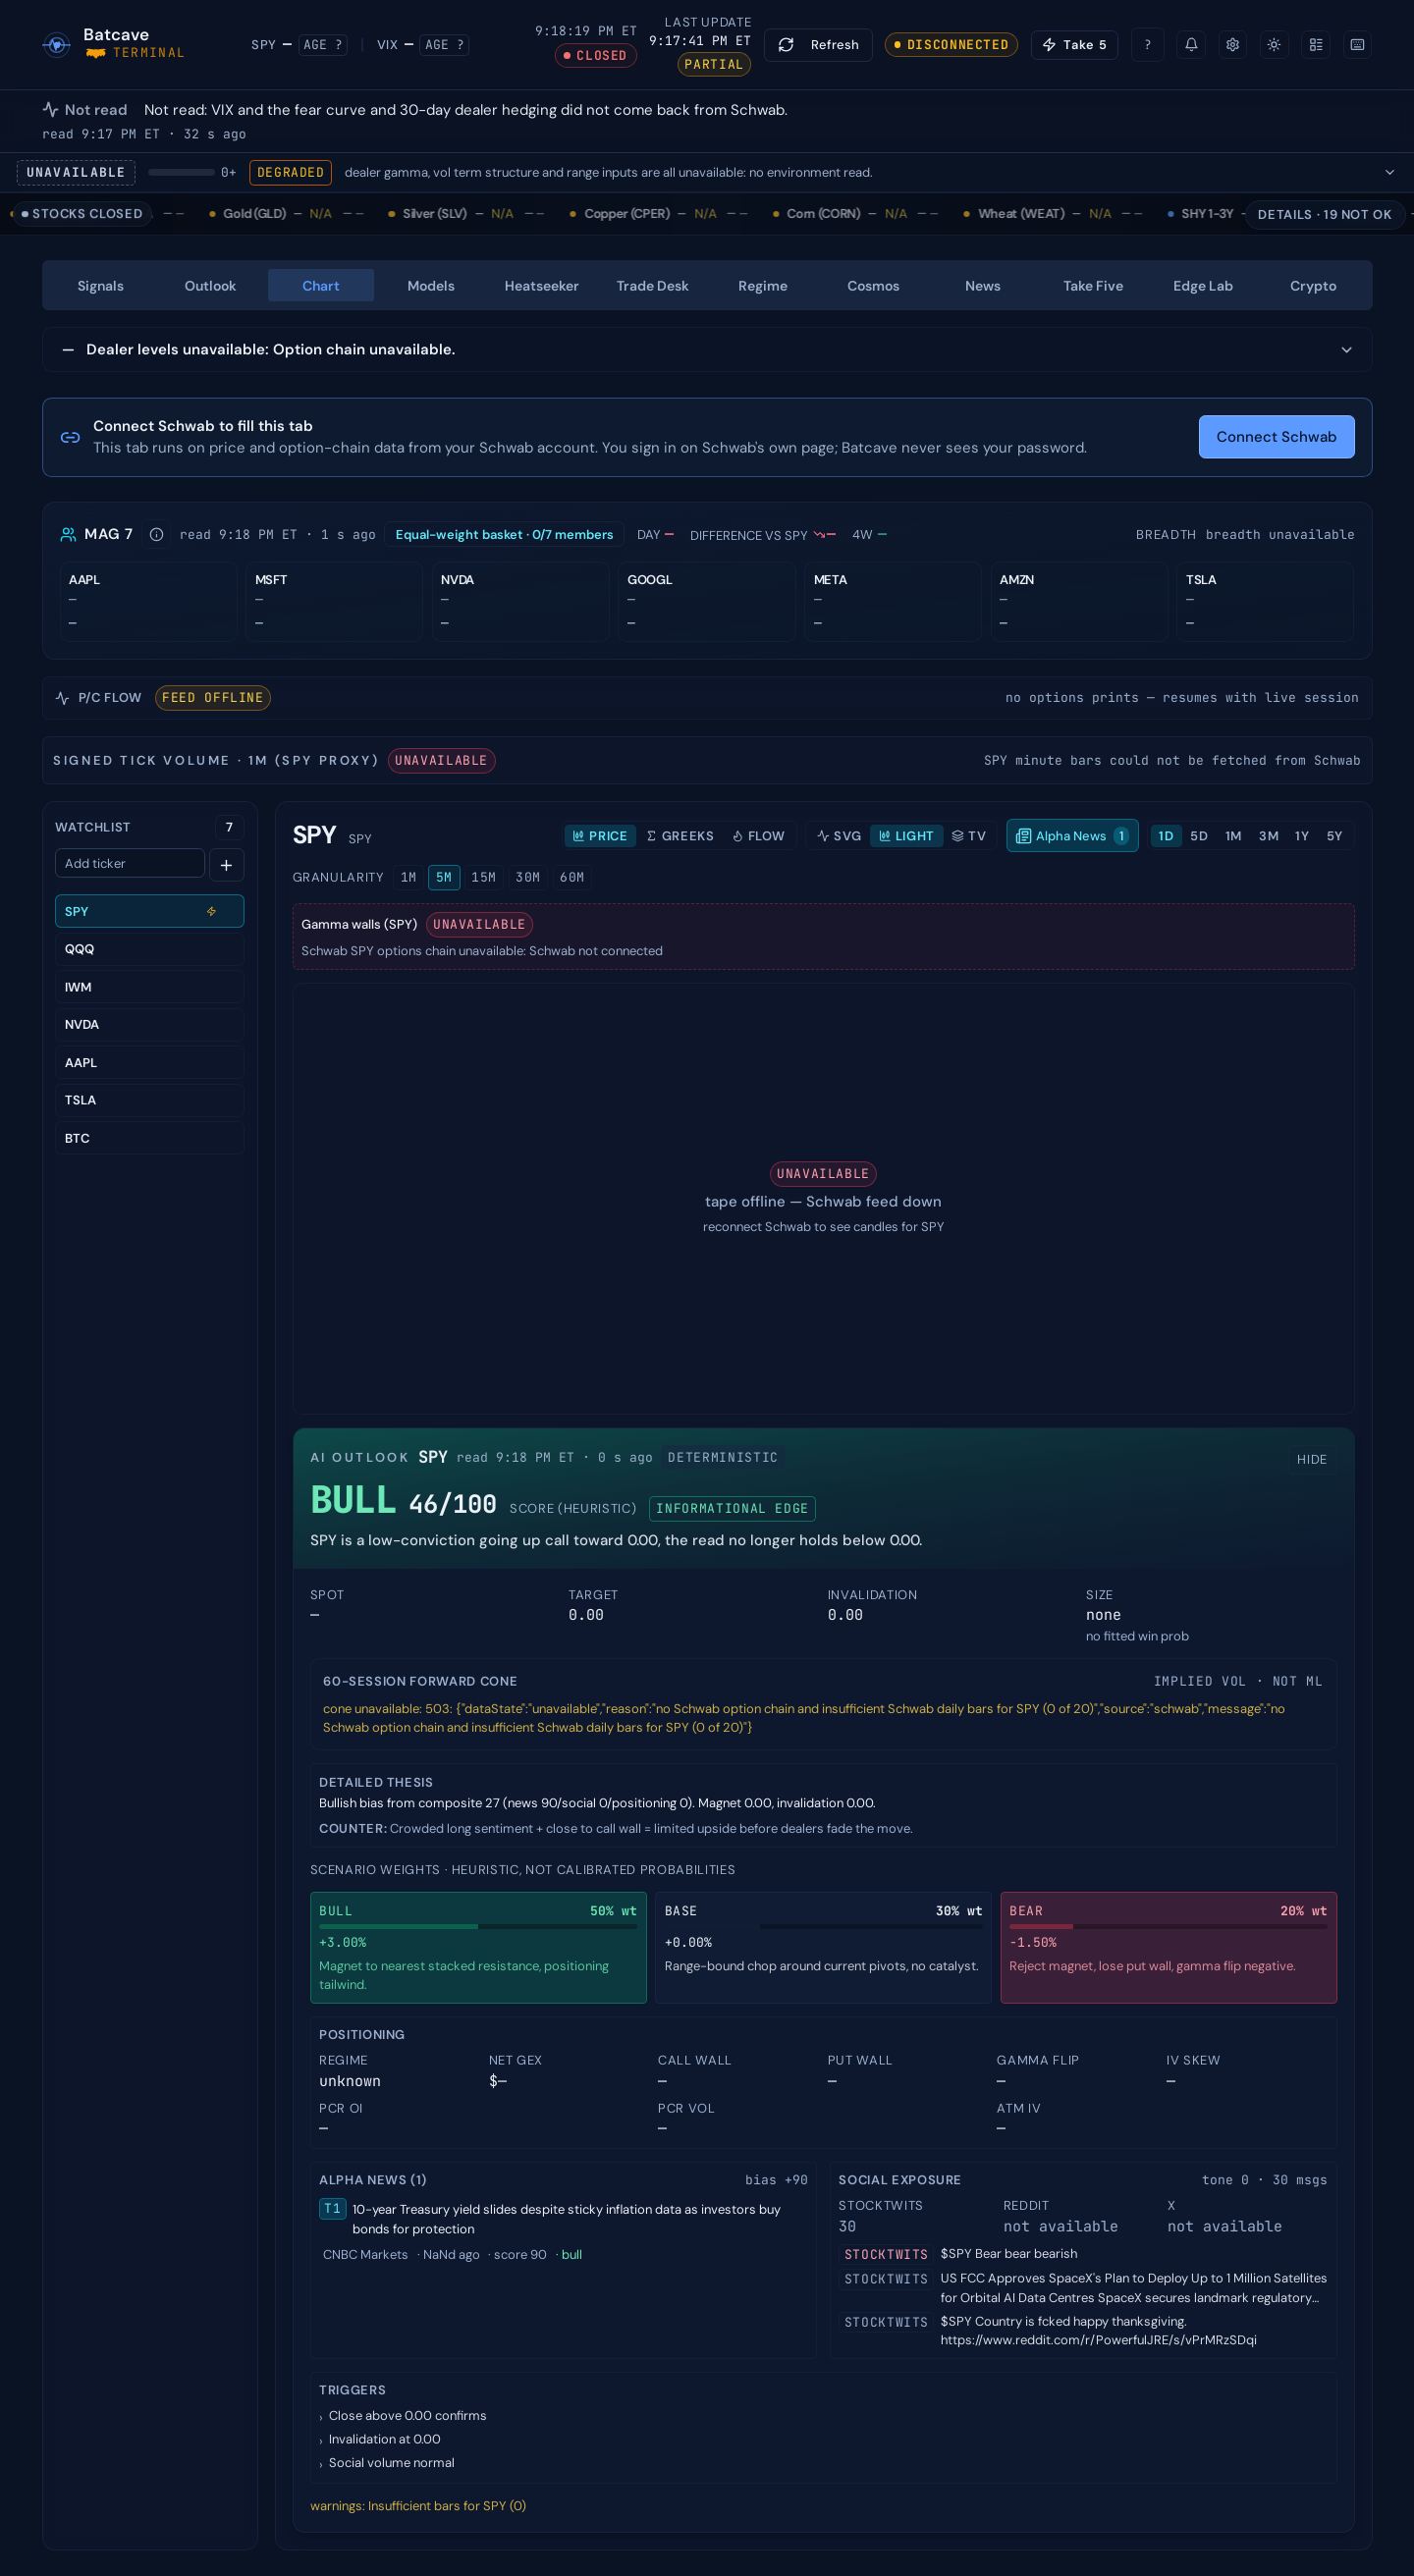 Batcave
TERMINAL
SPY — AGE ?
VIX — AGE ?
9:18:19 PM ET
CLOSED
LAST UPDATE
9:17:41 PM ET
PARTIAL
Refresh
DISCONNECTED
Take 5
?
Not read Not read: VIX and the fear curve and 30-day dealer hedging did not come back from Schwab.
read 9:17 PM ET · 32 s ago
UNAVAILABLE 0+ DEGRADED dealer gamma, vol term structure and range inputs are all unavailable: no environment read.
STOCKS CLOSED — — Gold (GLD) — N/A — — Silver (SLV) — N/A — — Copper (CPER) — N/A — — Corn (CORN) — N/A — — Wheat (WEAT) — N/A — — SHY 1-3Y DETAILS · 19 NOT OK
Signals Outlook Chart Models Heatseeker Trade Desk Regime Cosmos News Take Five Edge Lab Crypto
— Dealer levels unavailable: Option chain unavailable.
Connect Schwab to fill this tab
This tab runs on price and option-chain data from your Schwab account. You sign in on Schwab's own page; Batcave never sees your password.
Connect Schwab
MAG 7 read 9:18 PM ET · 1 s ago Equal-weight basket · 0/7 members DAY — DIFFERENCE VS SPY — 4W — BREADTH breadth unavailable
AAPL MSFT NVDA GOOGL META AMZN TSLA
— — — — — — —
— — — — — — —
P/C FLOW FEED OFFLINE no options prints — resumes with live session
SIGNED TICK VOLUME · 1M (SPY PROXY) UNAVAILABLE SPY minute bars could not be fetched from Schwab
WATCHLIST 7
Add ticker +
SPY
QQQ
IWM
NVDA
AAPL
TSLA
BTC
SPY SPY PRICE GREEKS FLOW SVG LIGHT TV Alpha News 1 1D 5D 1M 3M 1Y 5Y
GRANULARITY 1M 5M 15M 30M 60M
Gamma walls (SPY) UNAVAILABLE
Schwab SPY options chain unavailable: Schwab not connected
UNAVAILABLE
tape offline — Schwab feed down
reconnect Schwab to see candles for SPY
AI OUTLOOK SPY read 9:18 PM ET · 0 s ago DETERMINISTIC HIDE
BULL 46/100 SCORE (HEURISTIC) INFORMATIONAL EDGE
SPY is a low-conviction going up call toward 0.00, the read no longer holds below 0.00.
SPOT TARGET INVALIDATION SIZE
— 0.00 0.00 none
no fitted win prob
60-SESSION FORWARD CONE IMPLIED VOL · NOT ML
cone unavailable: 503: {"dataState":"unavailable","reason":"no Schwab option chain and insufficient Schwab daily bars for SPY (0 of 20)","source":"schwab","message":"no
Schwab option chain and insufficient Schwab daily bars for SPY (0 of 20)"}
DETAILED THESIS
Bullish bias from composite 27 (news 90/social 0/positioning 0). Magnet 0.00, invalidation 0.00.
COUNTER: Crowded long sentiment + close to call wall = limited upside before dealers fade the move.
SCENARIO WEIGHTS · HEURISTIC, NOT CALIBRATED PROBABILITIES
BULL 50% wt
+3.00%
Magnet to nearest stacked resistance, positioning
tailwind.
BASE 30% wt
+0.00%
Range-bound chop around current pivots, no catalyst.
BEAR 20% wt
-1.50%
Reject magnet, lose put wall, gamma flip negative.
POSITIONING
REGIME NET GEX CALL WALL PUT WALL GAMMA FLIP IV SKEW
unknown $— — — — —
PCR OI PCR VOL ATM IV
— — —
ALPHA NEWS (1) bias +90
T1 10-year Treasury yield slides despite sticky inflation data as investors buy
bonds for protection
CNBC Markets · NaNd ago · score 90 · bull
SOCIAL EXPOSURE tone 0 · 30 msgs
STOCKTWITS REDDIT X
30 not available not available
STOCKTWITS $SPY Bear bear bearish
STOCKTWITS US FCC Approves SpaceX's Plan to Deploy Up to 1 Million Satellites
for Orbital AI Data Centres SpaceX secures landmark regulatory…
STOCKTWITS $SPY Country is fcked happy thanksgiving.
https://www.reddit.com/r/PowerfulJRE/s/vPrMRzSDqi
TRIGGERS
› Close above 0.00 confirms
› Invalidation at 0.00
› Social volume normal
warnings: Insufficient bars for SPY (0)